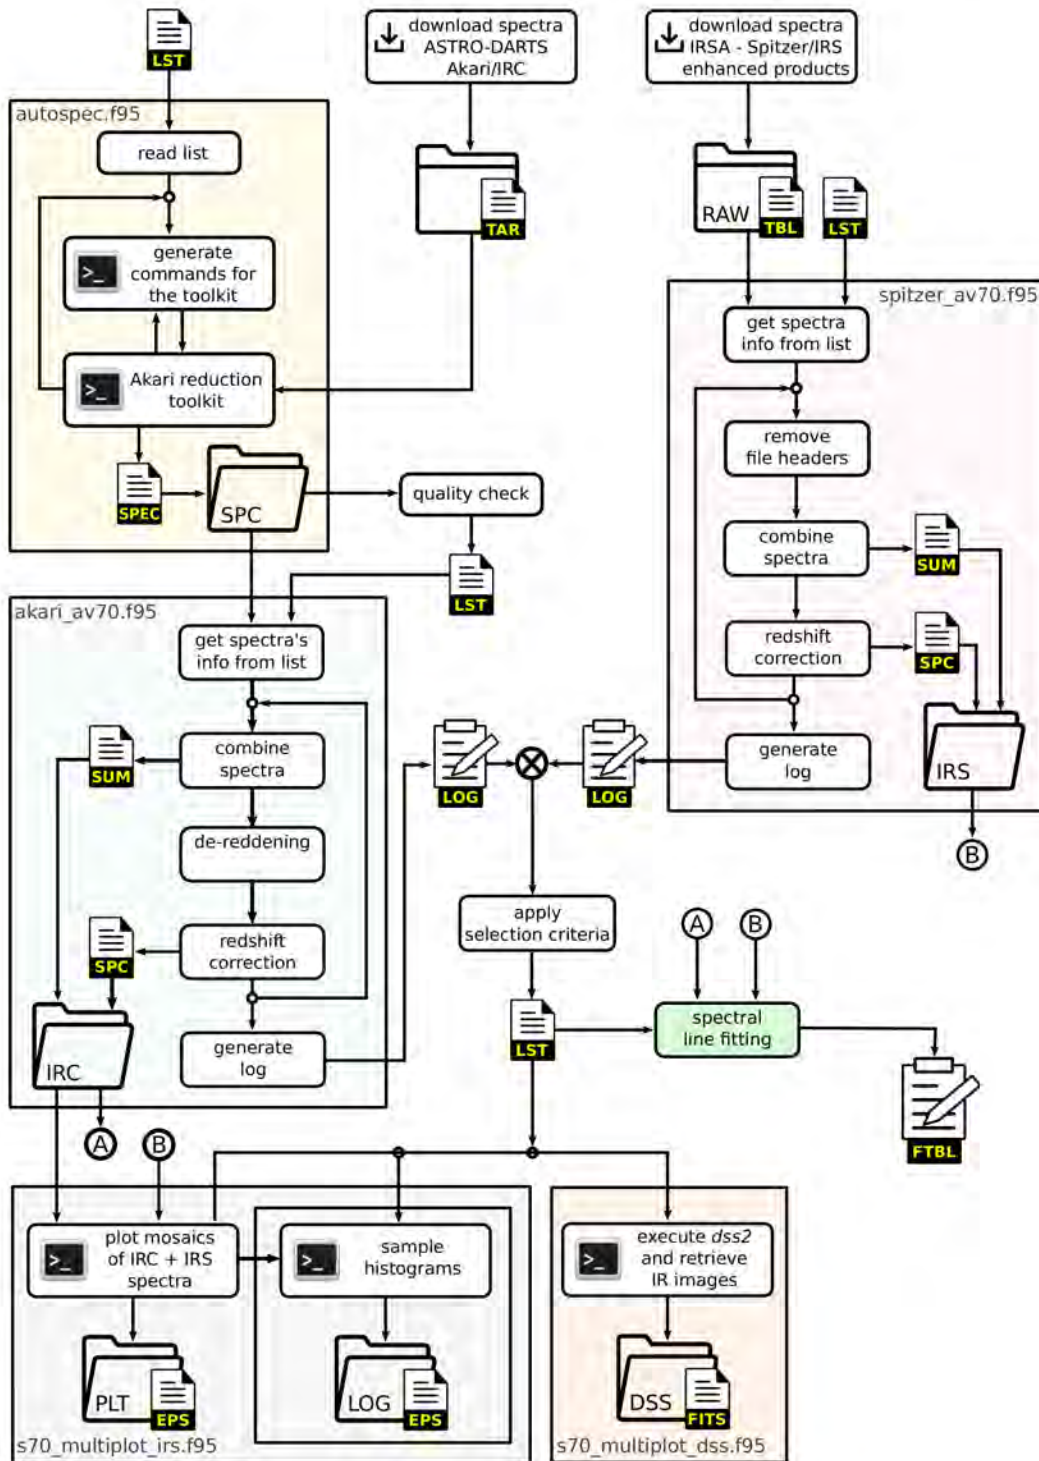 LST
download spectra
ASTRO-DARTS
Akari/IRC
download spectra
IRSA - Spitzer/IRS
enhanced products
autospec.f95
read list
TAR
RAW
TBL
LST
generate
commands for
the toolkit
>_
spitzer_av70.f95
get spectra
info from list
Akari reduction
toolkit
>_
remove
file headers
SPEC
SPC
quality check
LST
combine
spectra
SUM
akari_av70.f95
get spectra's
info from list
redshift
correction
SPC
SUM
combine
spectra
LOG
LOG
generate
log
IRS
B
de-reddening
apply
selection criteria
A
B
SPC
redshift
correction
LST
spectral
line fitting
IRC
generate
log
FTBL
A
B
>_
plot mosaics
of IRC + IRS
spectra
>_
sample
histograms
>_
execute dss2
and retrieve
IR images
PLT
EPS
LOG
EPS
DSS
FITS
s70_multiplot_irs.f95
s70_multiplot_dss.f95